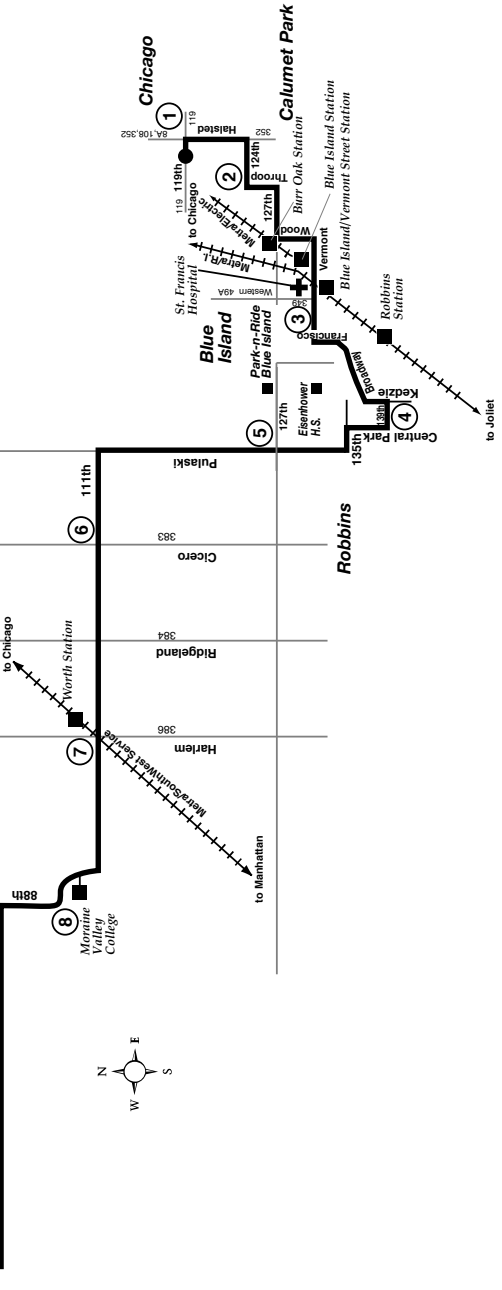 Chicago
1
8A,108,352
119
Halsted
352
119th
119
Calumet Park
124th
2
Throop
127th
to Chicago
Metra/Electric
Burr Oak Station
Blue Island Station
Blue Island/Vermont Street Station
Wood
Vermont
Metra/R.I.
St. Francis
Hospital
Western 49A
349
3
Blue
Island
Francisco
Park-n-Ride
Blue Island
Robbins
Station
Broadway
Kedzie
to Joliet
Eisenhower
H.S.
127th
139th
4
Central Park
135th
5
Pulaski
111th
Robbins
6
383
Cicero
384
Ridgeland
to Chicago
Worth Station
386
Harlem
7
Metra/SouthWest Service
to Manhattan
88th
8
Moraine
Valley
College
N
E
S
W